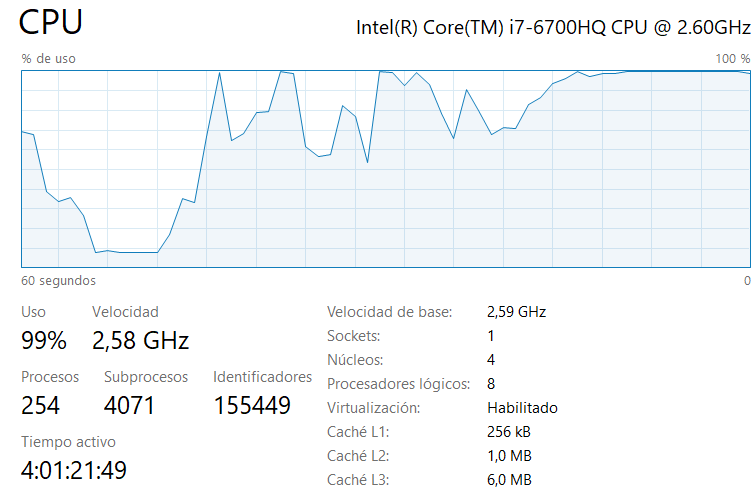 CPU
Intel(R) Core(TM) i7-6700HQ CPU @ 2.60GHz
% de uso
100 %
60 segundos
0
Uso
Velocidad
99%
2,58 GHz
Procesos
Subprocesos
Identificadores
254
4071
155449
Tiempo activo
4:01:21:49
Velocidad de base: 2,59 GHz
Sockets: 1
Núcleos: 4
Procesadores lógicos: 8
Virtualización: Habilitado
Caché L1: 256 kB
Caché L2: 1,0 MB
Caché L3: 6,0 MB